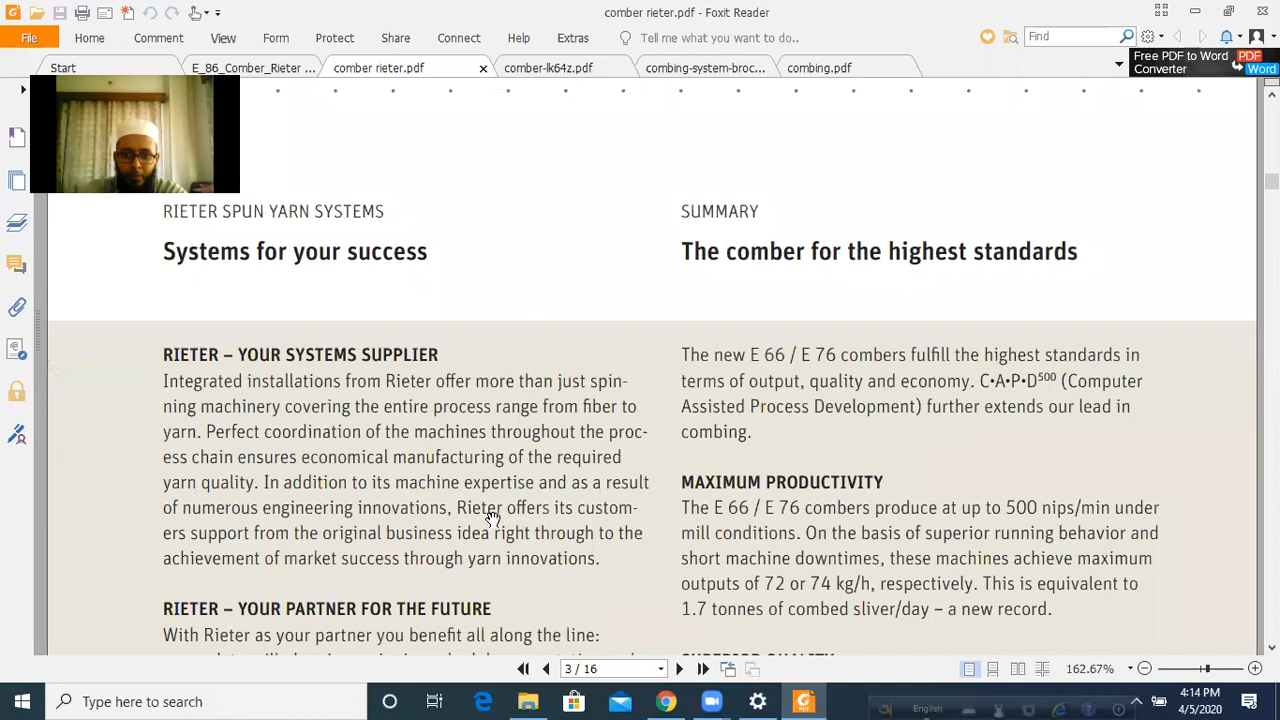 comber rieter.pdf - Foxit Reader
File Home Comment View Form Protect Share Connect Help Extras Tell me what you want to do.. Find
Start E_86_Comber_Rieter ... comber rieter.pdf comber-lk64z.pdf combing-system-broc... combing.pdf
Free PDF to Word Converter PDF Word
RIETER SPUN YARN SYSTEMS
Systems for your success
RIETER – YOUR SYSTEMS SUPPLIER
Integrated installations from Rieter offer more than just spin-
ning machinery covering the entire process range from fiber to
yarn. Perfect coordination of the machines throughout the proc-
ess chain ensures economical manufacturing of the required
yarn quality. In addition to its machine expertise and as a result
of numerous engineering innovations, Rieter offers its custom-
ers support from the original business idea right through to the
achievement of market success through yarn innovations.
RIETER – YOUR PARTNER FOR THE FUTURE
With Rieter as your partner you benefit all along the line:
SUMMARY
The comber for the highest standards
The new E 66 / E 76 combers fulfill the highest standards in
terms of output, quality and economy. C•A•P•D500 (Computer
Assisted Process Development) further extends our lead in
combing.
MAXIMUM PRODUCTIVITY
The E 66 / E 76 combers produce at up to 500 nips/min under
mill conditions. On the basis of superior running behavior and
short machine downtimes, these machines achieve maximum
outputs of 72 or 74 kg/h, respectively. This is equivalent to
1.7 tonnes of combed sliver/day – a new record.
3 / 16
162.67%
Type here to search
English
4:14 PM
4/5/2020